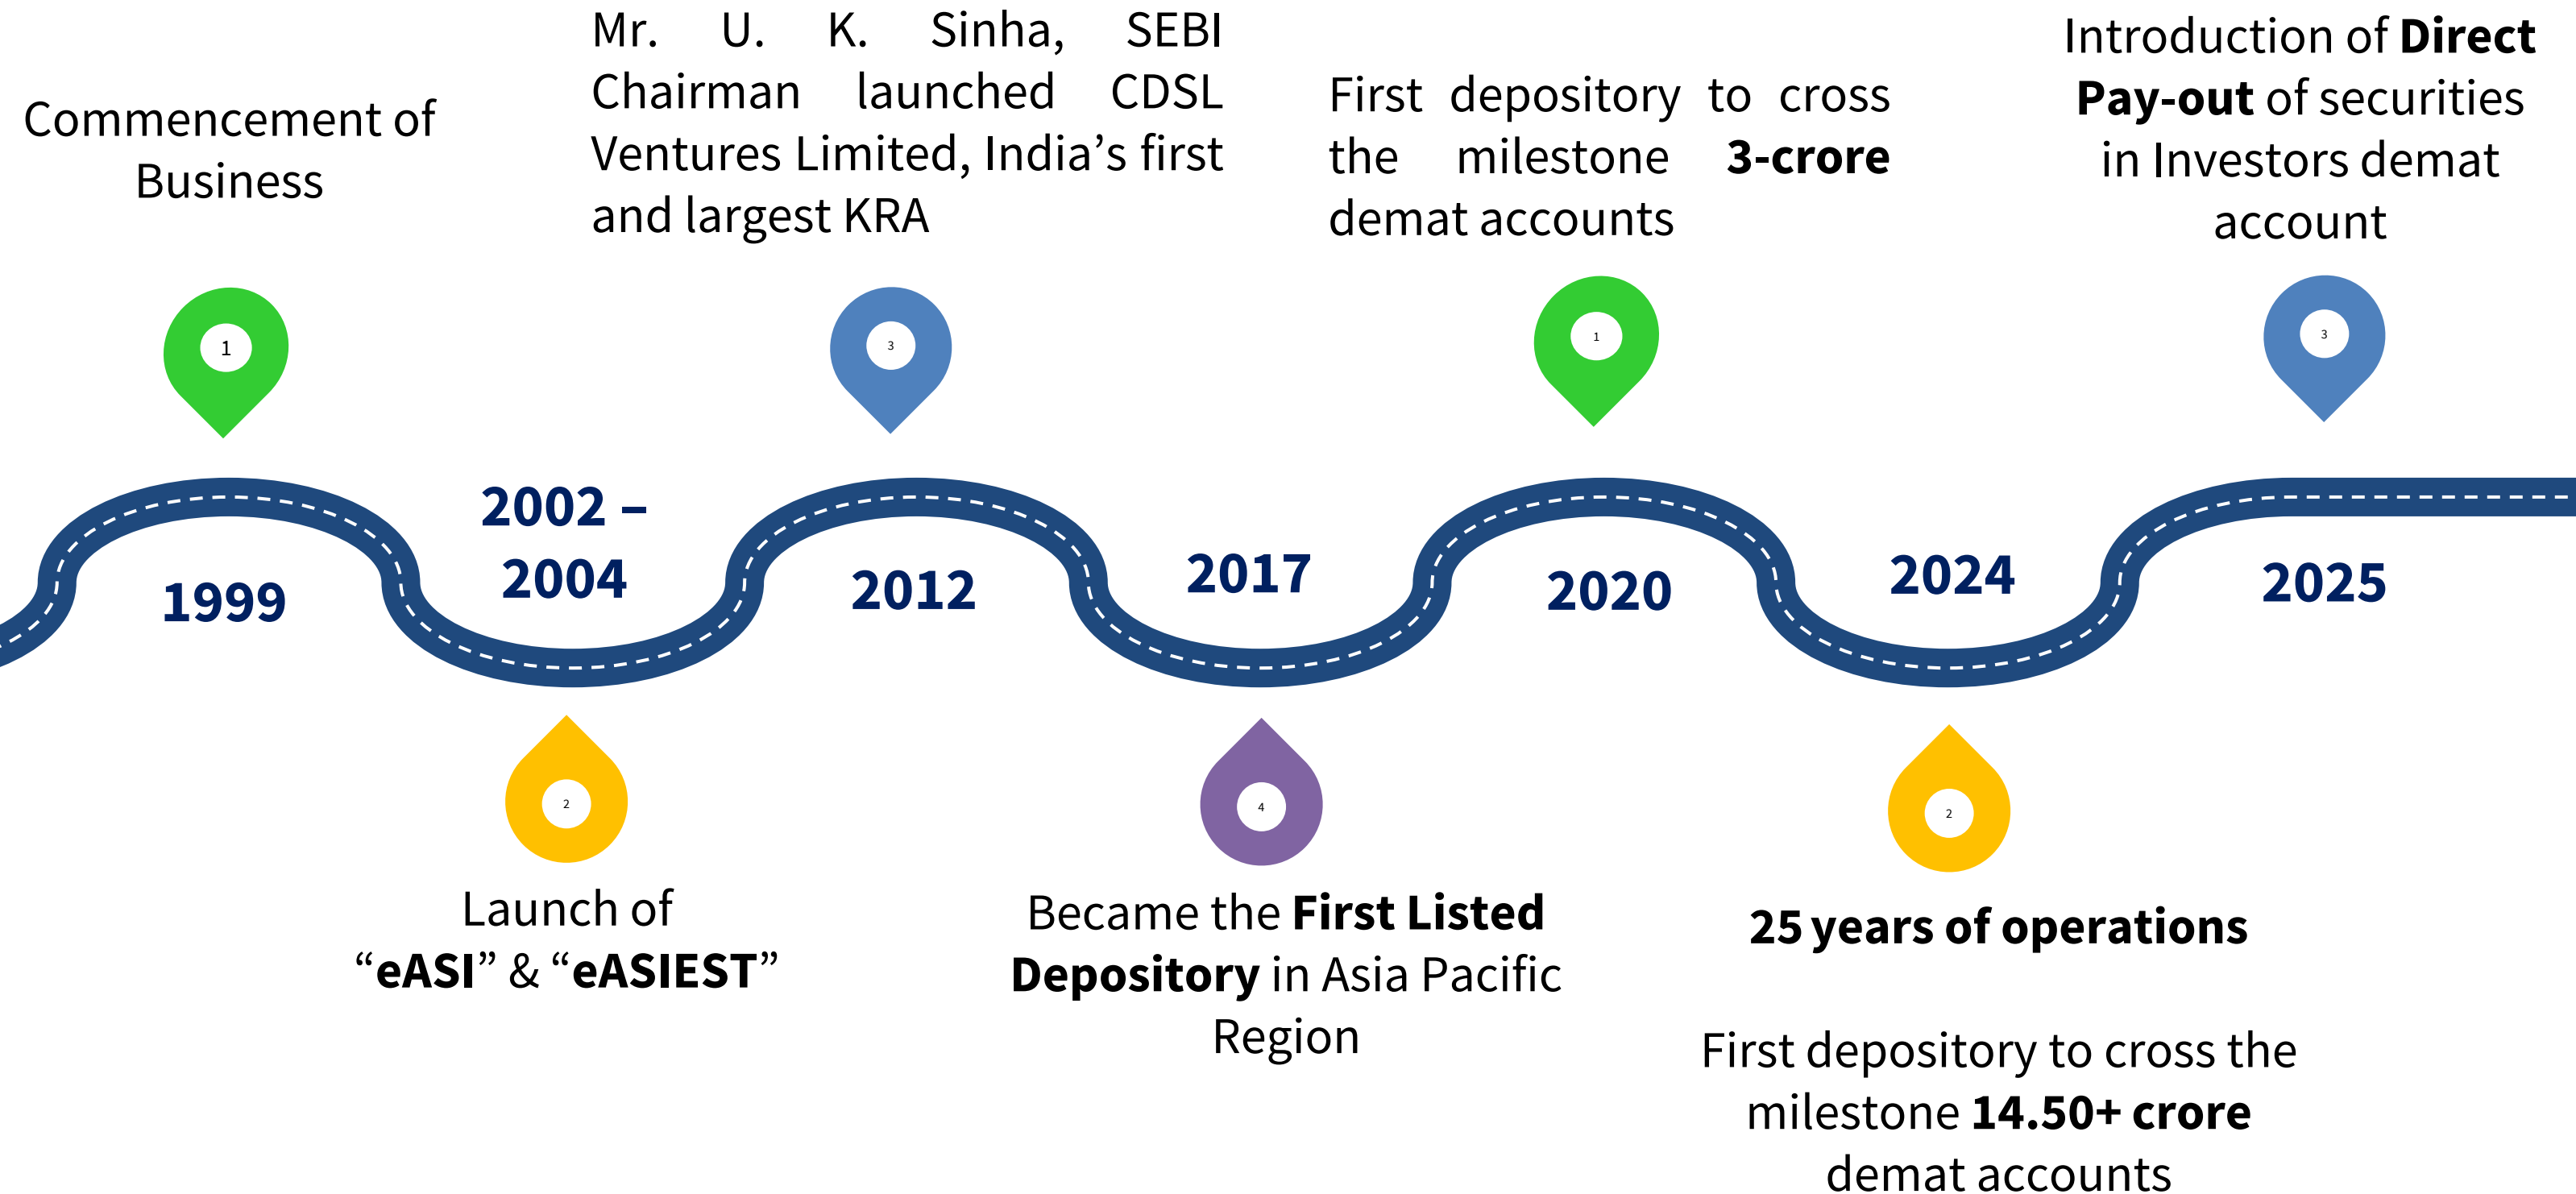 Commencement of
Business
Mr. U. K. Sinha, SEBI
Chairman launched CDSL
Ventures Limited, India’s first
and largest KRA
First depository to cross
the milestone 3-crore
demat accounts
Introduction of Direct
Pay-out of securities
in Investors demat
account
1
3
1
3
1999
2002 –
2004
2012
2017
2020
2024
2025
2
4
2
Launch of
“eASI” & “eASIEST”
Became the First Listed
Depository in Asia Pacific
Region
25 years of operations
First depository to cross the
milestone 14.50+ crore
demat accounts